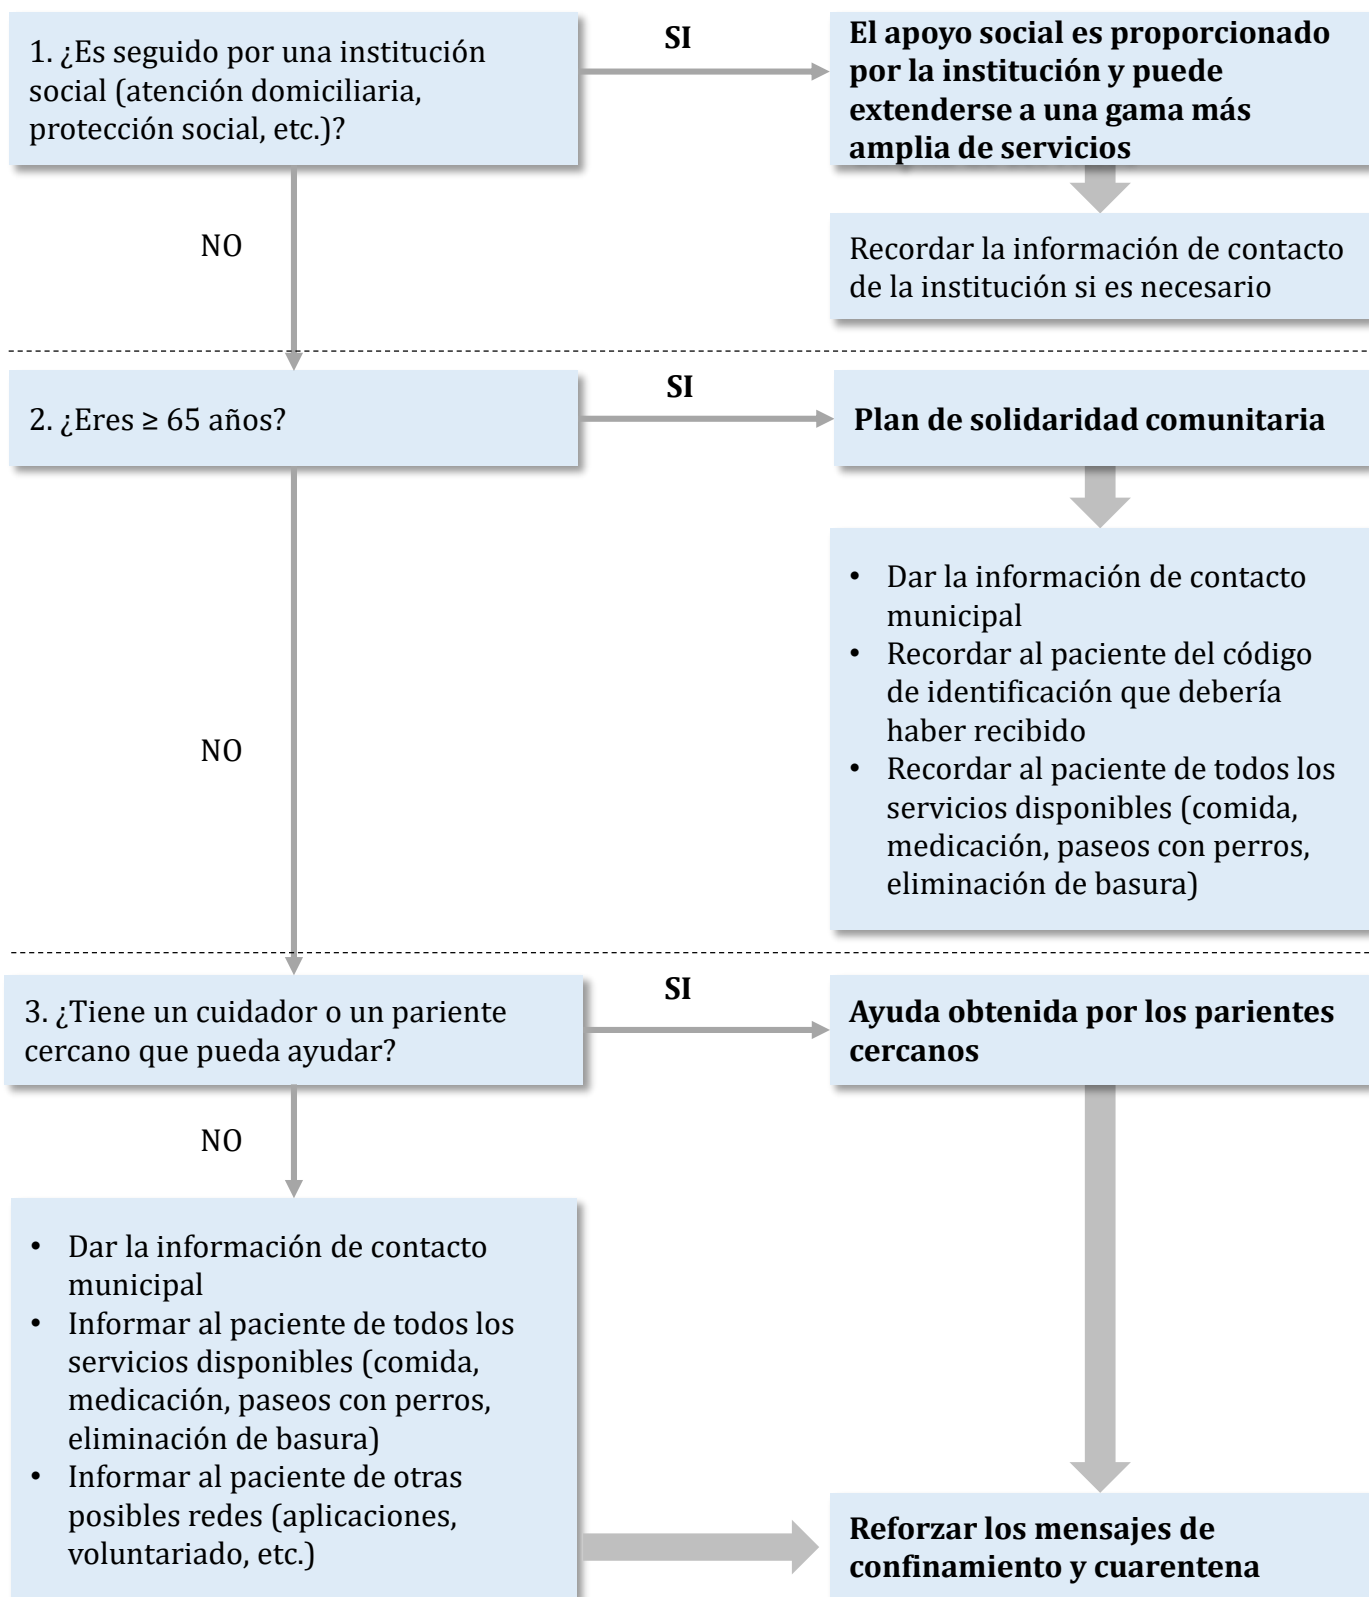 1. ¿Es seguido por una institución
social (atención domiciliaria,
protección social, etc.)?
SI
El apoyo social es proporcionado
por la institución y puede
extenderse a una gama más
amplia de servicios
NO
Recordar la información de contacto
de la institución si es necesario
2. ¿Eres ≥ 65 años?
SI
Plan de solidaridad comunitaria
NO
• Dar la información de contacto
municipal
• Recordar al paciente del código
de identificación que debería
haber recibido
• Recordar al paciente de todos los
servicios disponibles (comida,
medicación, paseos con perros,
eliminación de basura)
3. ¿Tiene un cuidador o un pariente
cercano que pueda ayudar?
SI
Ayuda obtenida por los parientes
cercanos
NO
• Dar la información de contacto
municipal
• Informar al paciente de todos los
servicios disponibles (comida,
medicación, paseos con perros,
eliminación de basura)
• Informar al paciente de otras
posibles redes (aplicaciones,
voluntariado, etc.)
Reforzar los mensajes de
confinamiento y cuarentena